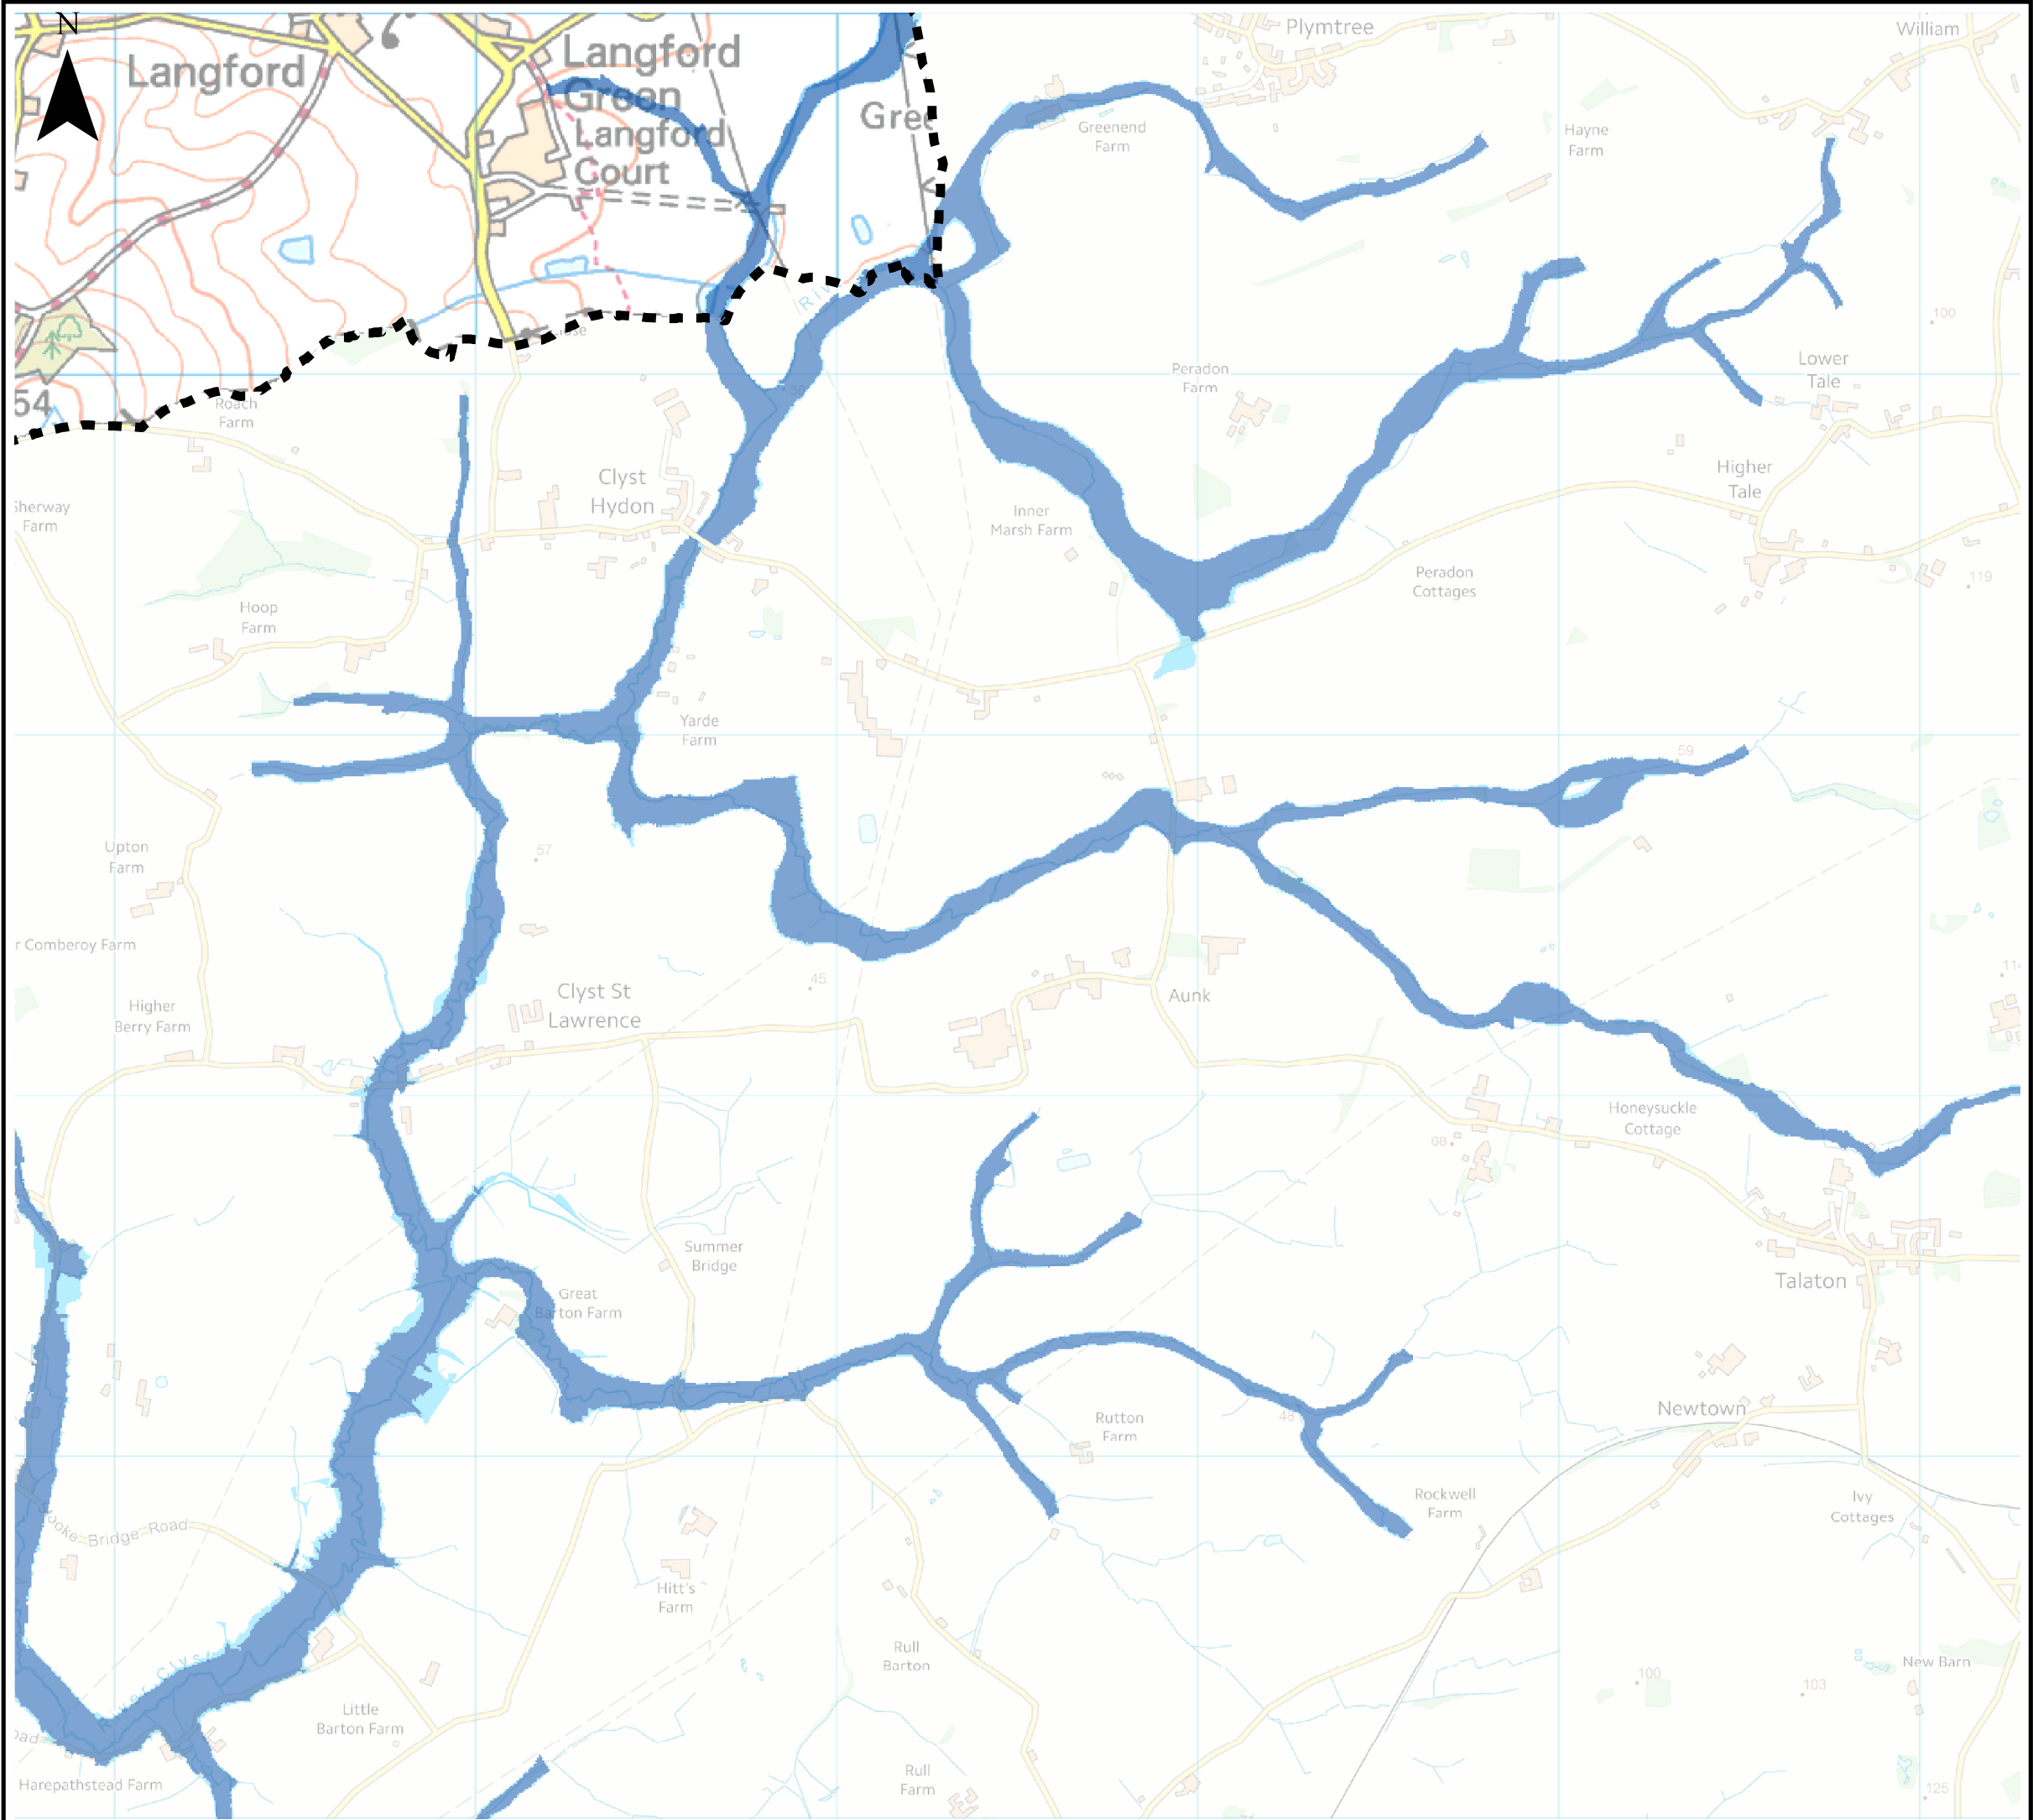 N
Plymtree
William
Langford
Langford
Green
Langford
Court
Greenend
Farm
Hayne
Farm
54
Roach
Farm
Peradon
Farm
100
Lower
Tale
Clyst
Hydon
Higher
Tale
Sherway
Farm
Inner
Marsh Farm
Peradon
Cottages
119
Hoop
Farm
Yarde
Farm
59
Upton
Farm
57
r Comberoy Farm
45
Clyst St
Lawrence
Aunk
Higher
Berry Farm
Honeysuckle
Cottage
68
Summer
Bridge
Talaton
Great
Barton Farm
Newtown
Rutton
Farm
48
Rockwell
Farm
Ivy
Cottages
ooke Bridge Road
Hitt's
Farm
Rull
Barton
New Barn
100
103
Little
Barton Farm
Harepathstead Farm
Rull
Farm
125